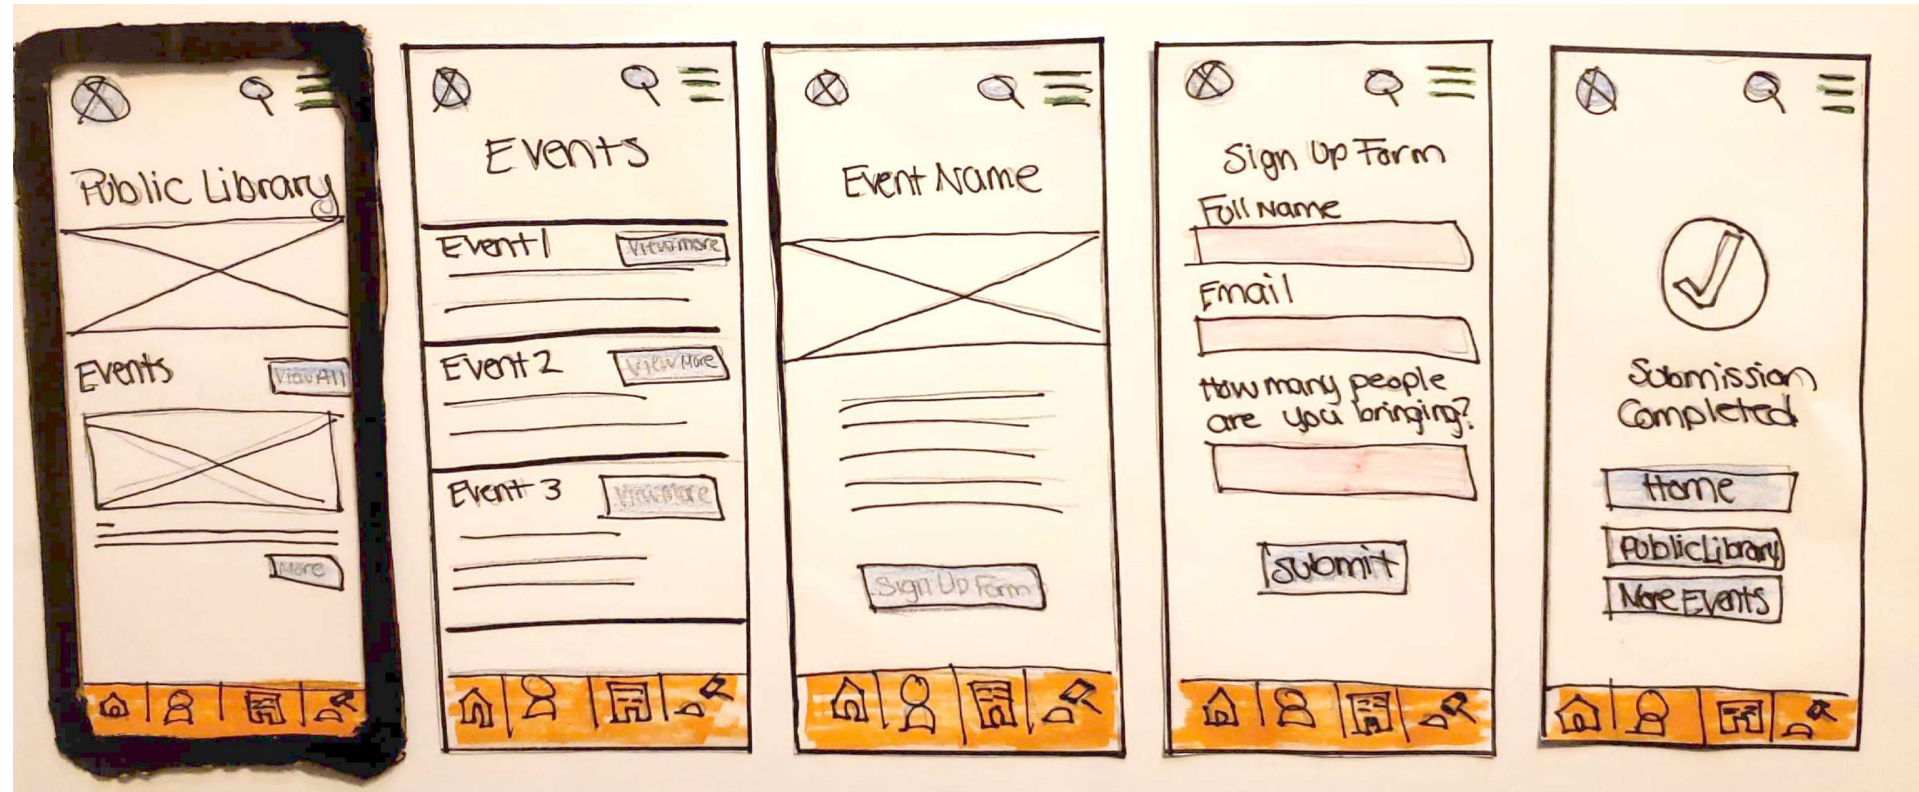 Public Library
Events
View All
More
Events
Event 1
View more
Event 2
View More
Event 3
View More
Event Name
Sign Up Form
Sign Up Form
Full Name
Email
How many people
are you bringing?
Submit
Submission
Completed
Home
Public Library
More Events